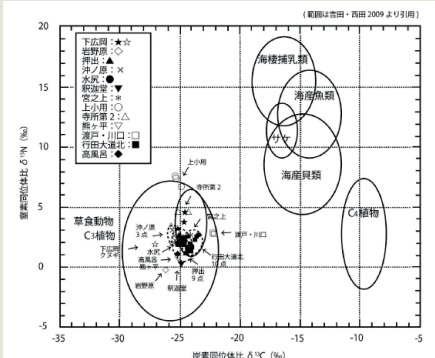 (範囲は吉田・西田 2009 より引用)
下広岡：★☆
岩野原：◇
押出：▲
沖ノ原：×
水尻：●
釈迦堂：▼
宮之上：＊
上小用：○
寺所第2：△
熊ヶ平：▽
渡戸・川口：□
行田大道北：■
高風呂：◆
海棲哺乳類
海産魚類
サケ
海産貝類
C4植物
草食動物
C3植物
上小用
寺所第2
宮之上
沖ノ原
3点
渡戸・川口
下広岡
クヌギ
水尻
行田大道北
10点
高風呂
熊ヶ平
押出
9点
岩野原
釈迦堂
窒素同位体比 δ15N (‰)
20
15
10
5
0
-5
-35
-30
-25
-20
-15
-10
-5
炭素同位体比 δ13C (‰)